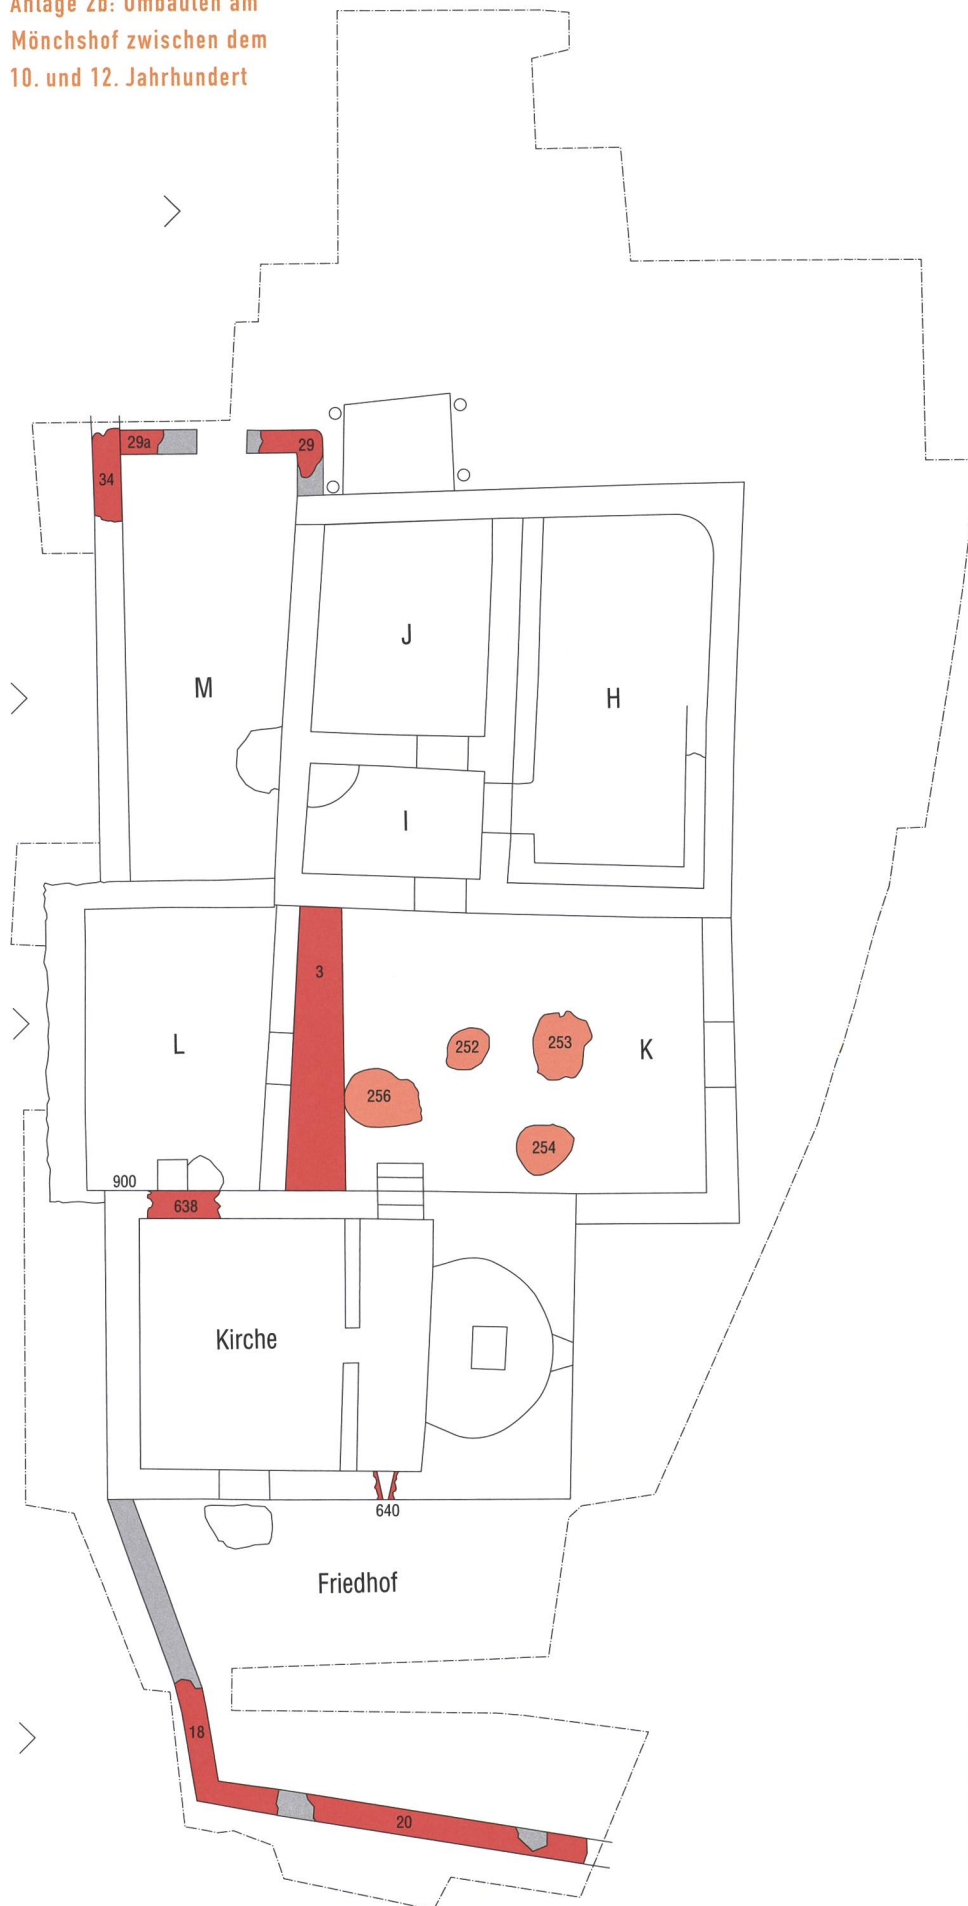 Anlage 2b: Umbauten am
Mönchshof zwischen dem
10. und 12. Jahrhundert
29a
29
34
J
M
H
I
3
252
253
L
K
256
254
900
638
Kirche
640
Friedhof
18
20